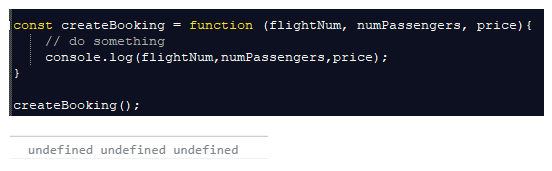 const createBooking = function (flightNum, numPassengers, price){
    // do something
    console.log(flightNum,numPassengers,price);
}
createBooking();
undefined undefined undefined